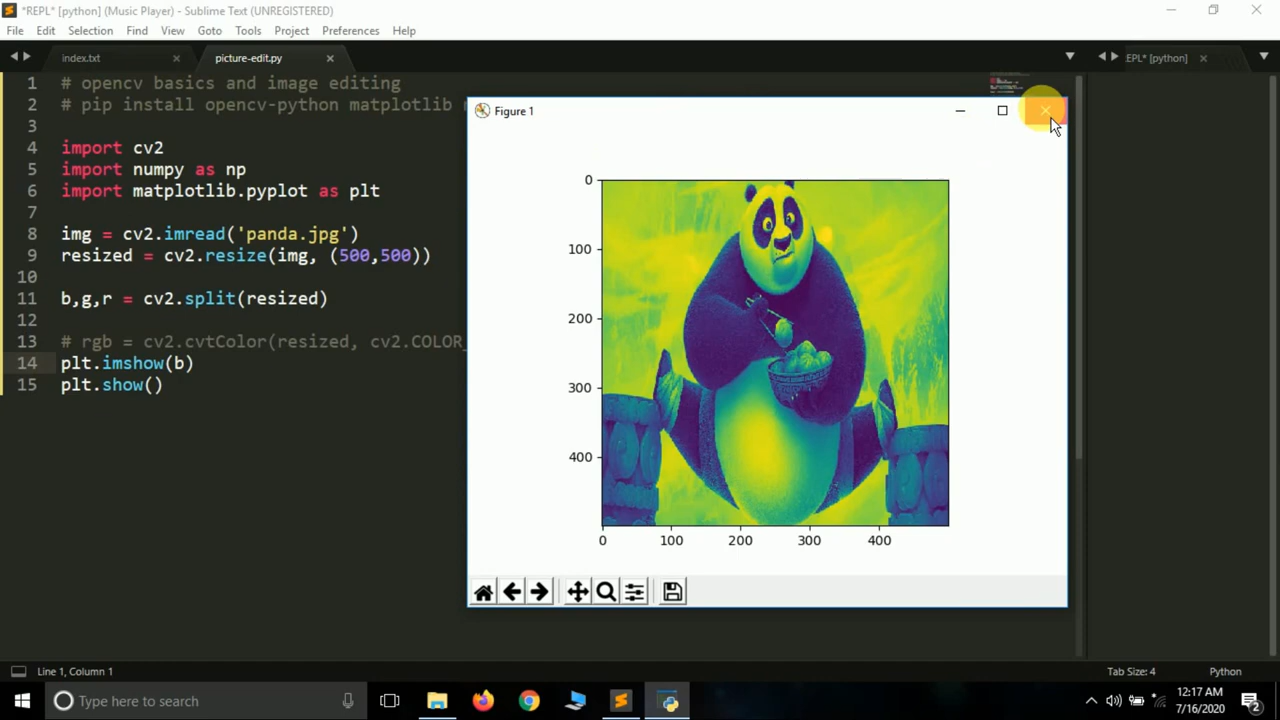 *REPL* [python] (Music Player) - Sublime Text (UNREGISTERED)
File Edit Selection Find View Goto Tools Project Preferences Help
index.txt picture-edit.py EPL* [python]
1 # opencv basics and image editing
2 # pip install opencv-python matplotlib
3
4 import cv2
5 import numpy as np
6 import matplotlib.pyplot as plt
7
8 img = cv2.imread('panda.jpg')
9 resized = cv2.resize(img, (500,500))
10
11 b,g,r = cv2.split(resized)
12
13 # rgb = cv2.cvtColor(resized, cv2.COLOR_
14 plt.imshow(b)
15 plt.show()
Figure 1
0
100
200
300
400
0 100 200 300 400
Line 1, Column 1 Tab Size: 4 Python
Type here to search
12:17 AM
7/16/2020
2